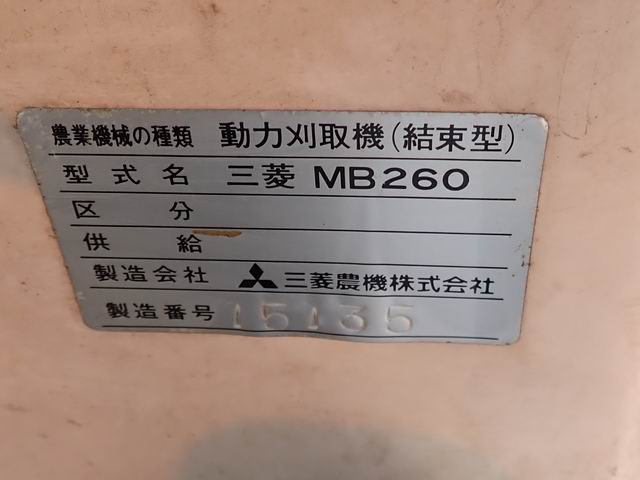 農業機械の種類 動力刈取機(結束型)
型式名 三菱 MB260
区分
供給
製造会社 三菱農機株式会社
製造番号 15135